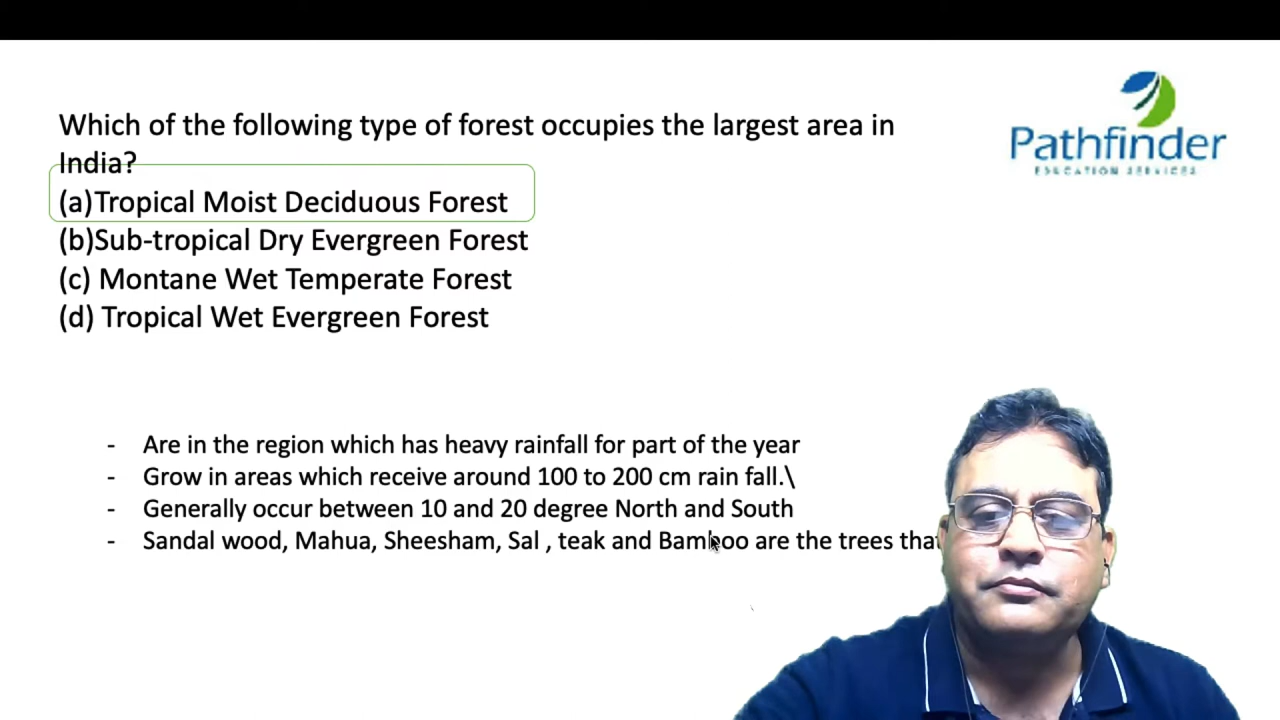 Which of the following type of forest occupies the largest area in
India?
(a)Tropical Moist Deciduous Forest
(b)Sub-tropical Dry Evergreen Forest
(c) Montane Wet Temperate Forest
(d) Tropical Wet Evergreen Forest
Pathfinder
EDUCATION SERVICES
- Are in the region which has heavy rainfall for part of the year
- Grow in areas which receive around 100 to 200 cm rain fall.\
- Generally occur between 10 and 20 degree North and South
- Sandal wood, Mahua, Sheesham, Sal , teak and Bamboo are the trees that